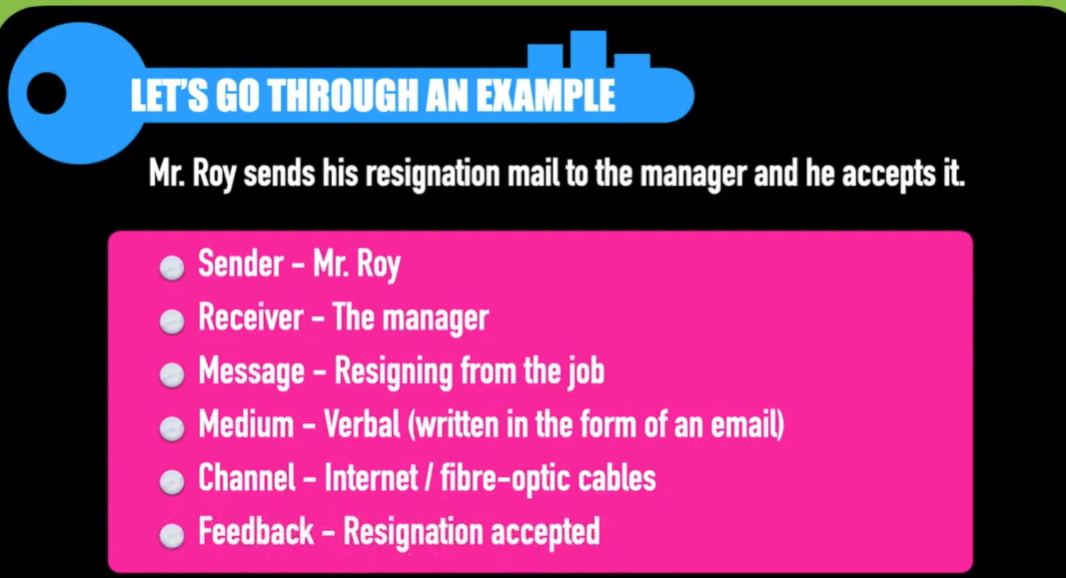 LET'S GO THROUGH AN EXAMPLE
Mr. Roy sends his resignation mail to the manager and he accepts it.
Sender - Mr. Roy
Receiver - The manager
Message - Resigning from the job
Medium - Verbal (written in the form of an email)
Channel - Internet / fibre-optic cables
Feedback - Resignation accepted